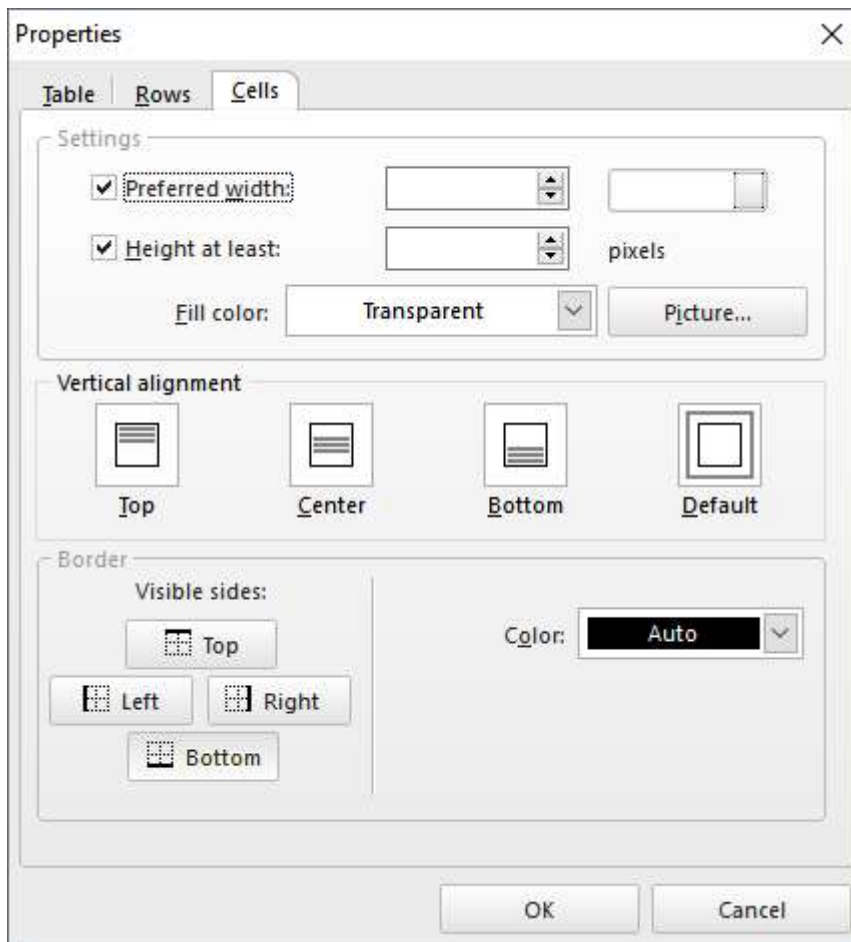 Properties
Table Rows Cells
Settings
Preferred width:
Height at least: pixels
Fill color: Transparent Picture...
Vertical alignment
Top Center Bottom Default
Border
Visible sides:
Top
Color: Auto
Left Right
Bottom
OK Cancel